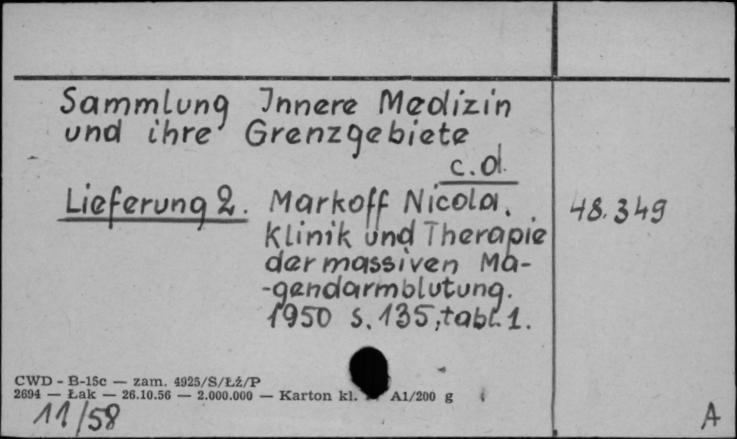 Sammlung Innere Medizin
und ihre Grenzgebiete
c.d.
Lieferung 2. Markoff Nicola. 48.349
Klinik und Therapie
der massiven Ma-
-gendarmblutung.
1950 s. 135, tabl. 1.
CWD - B-15c — zam. 4925/S/Łż/P
2694 — Łak — 26.10.56 — 2.000.000 — Karton kl. A1/200 g
11/58 A